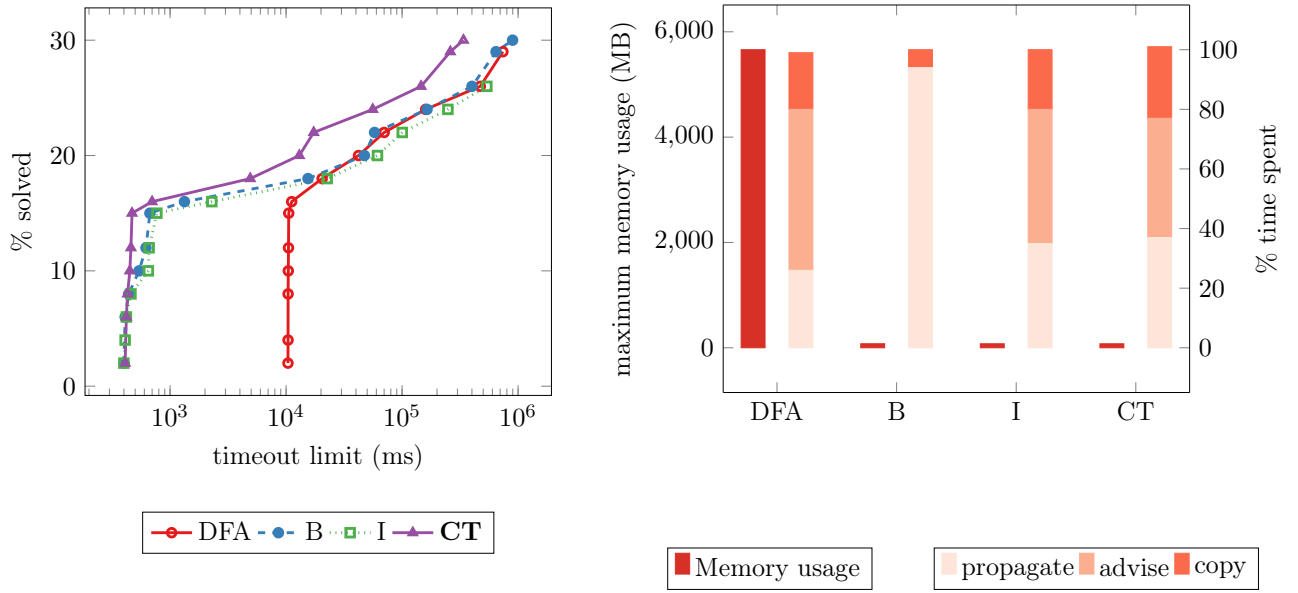 30
20
10
0
% solved
10^3
10^4
10^5
10^6
timeout limit (ms)
DFA B I CT
6,000
4,000
2,000
0
maximum memory usage (MB)
100
80
60
40
20
0
% time spent
DFA B I CT
Memory usage
propagate advise copy